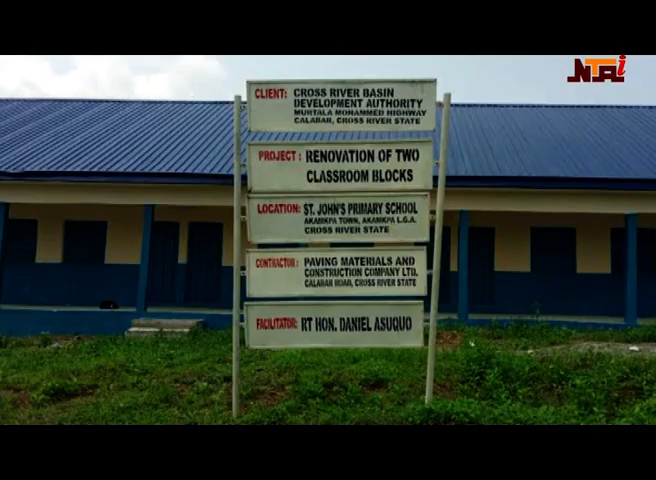 NTAi
CLIENT: CROSS RIVER BASIN
DEVELOPMENT AUTHORITY
MURTALA MOHAMMED HIGHWAY
CALABAR, CROSS RIVER STATE
PROJECT: RENOVATION OF TWO
CLASSROOM BLOCKS
LOCATION: ST. JOHN'S PRIMARY SCHOOL
AKAMKPA TOWN, AKAMKPA L.G.A.
CROSS RIVER STATE
CONTRACTOR: PAVING MATERIALS AND
CONSTRUCTION COMPANY LTD.
CALABAR ROAD, CROSS RIVER STATE
FACILITATOR: RT HON. DANIEL ASUQUO